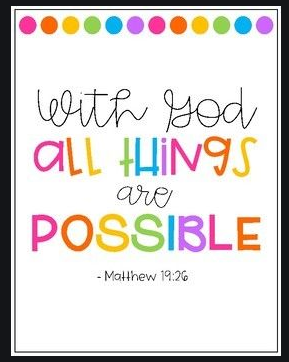 With God
ALL THINGS
are
POSSIBLE
- Matthew 19:26